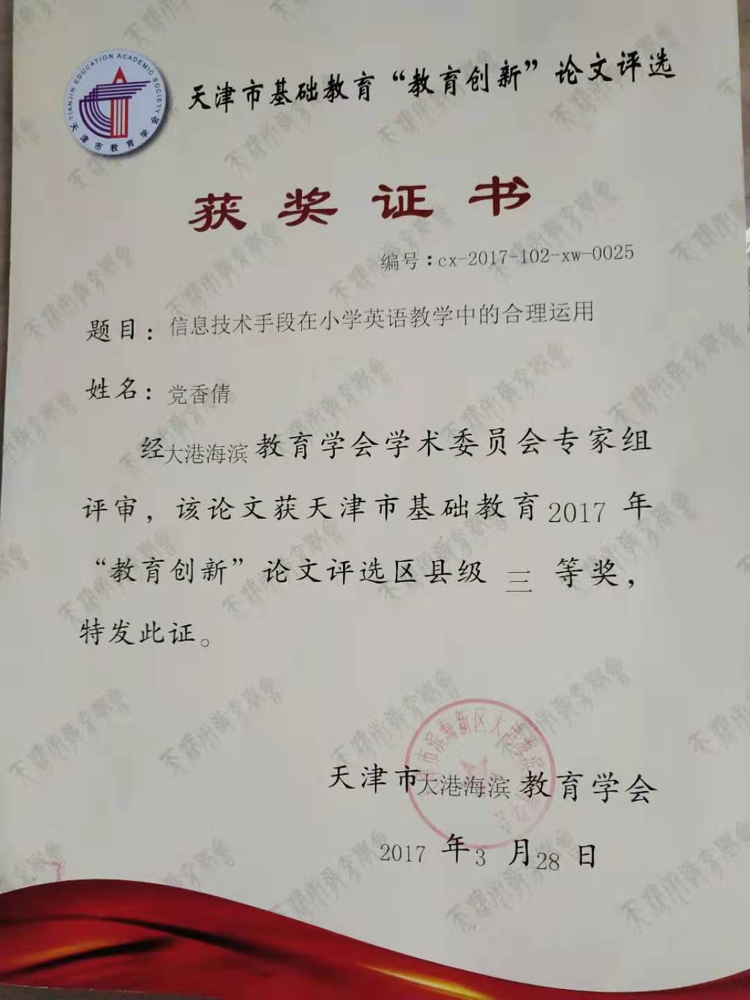 TIANJIN EDUCATION ACADEMIC SOCIETY
天津市教育学会
天津市基础教育“教育创新”论文评选
获奖证书
编号：cx-2017-102-xw-0025
题目：信息技术手段在小学英语教学中的合理运用
姓名：党香倩
经大港海滨教育学会学术委员会专家组
评审，该论文获天津市基础教育2017年
“教育创新”论文评选区县级 三 等奖，
特发此证。
津市滨海新区大港海滨
天津市大港海滨教育学会
2017 年3 月28 日